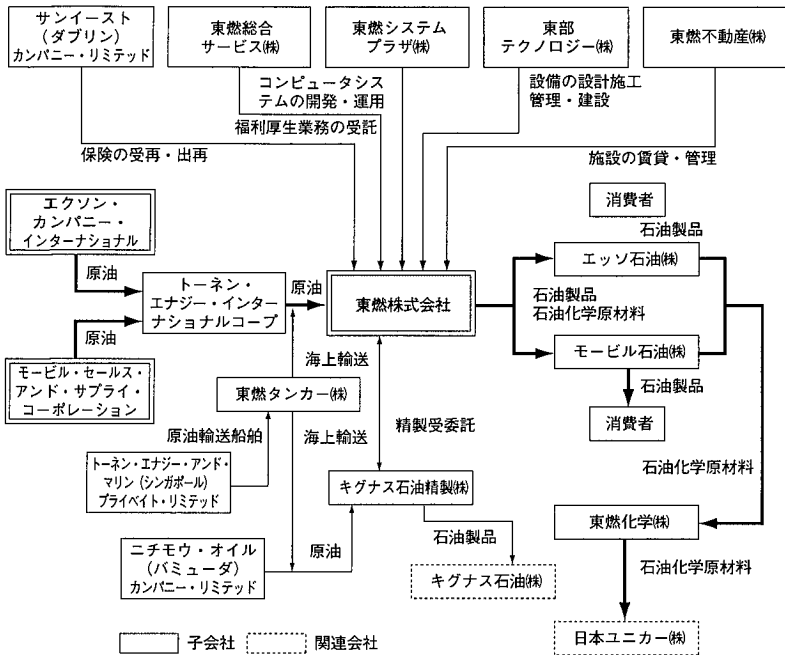 サンイースト
(ダブリン)
カンパニー・リミテッド
東燃総合
サービス㈱
東燃システム
プラザ㈱
東部
テクノロジー㈱
東燃不動産㈱
コンピュータシス
テムの開発・運用
設備の設計施工
管理・建設
福利厚生業務の受託
保険の受再・出再
施設の賃貸・管理
エクソン・
カンパニー・
インターナショナル
原油
トーネン・
エナジー・インター
ナショナルコープ
原油
原油
モービル・セールス・
アンド・サプライ・
コーポレーション
東燃株式会社
消費者
石油製品
エッソ石油㈱
石油製品
石油化学原材料
モービル石油㈱
石油製品
消費者
海上輸送
東燃タンカー㈱
原油輸送船舶
海上輸送
精製受委託
トーネン・エナジー・アンド・
マリン(シンガポール)
プライベイト・リミテッド
キグナス石油精製㈱
石油化学原材料
ニチモウ・オイル
(バミューダ)
カンパニー・リミテッド
原油
石油製品
キグナス石油㈱
東燃化学㈱
石油化学原材料
日本ユニカー㈱
子会社
関連会社